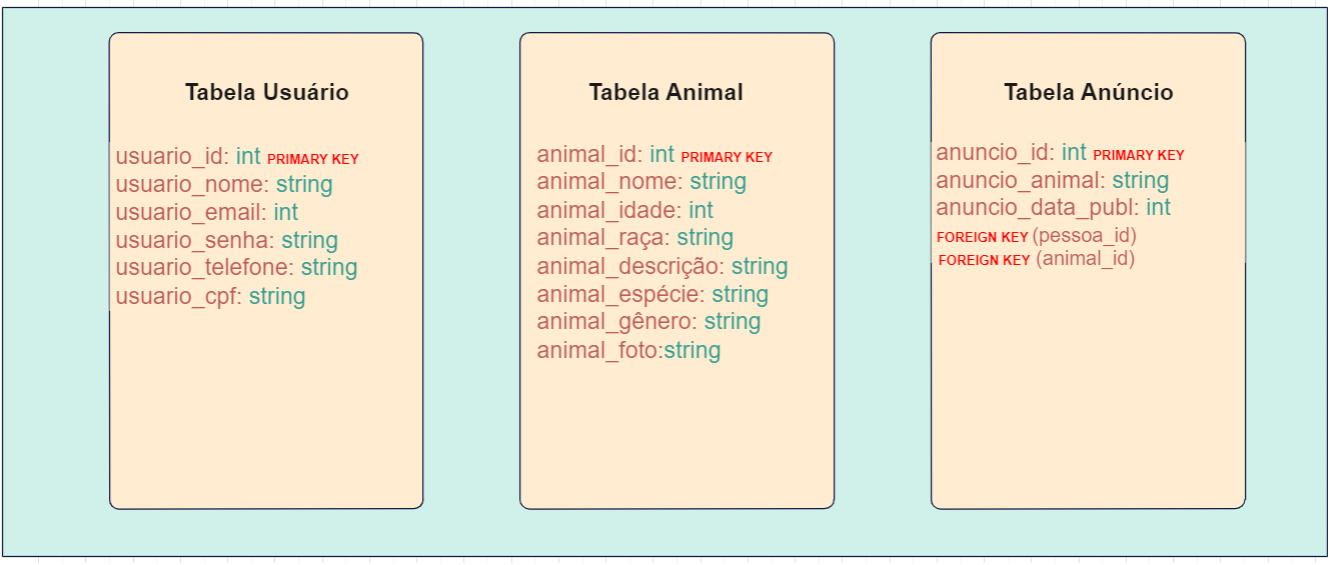 Tabela Usuário
usuario_id: int PRIMARY KEY
usuario_nome: string
usuario_email: int
usuario_senha: string
usuario_telefone: string
usuario_cpf: string
Tabela Animal
animal_id: int PRIMARY KEY
animal_nome: string
animal_idade: int
animal_raça: string
animal_descrição: string
animal_espécie: string
animal_gênero: string
animal_foto:string
Tabela Anúncio
anuncio_id: int PRIMARY KEY
anuncio_animal: string
anuncio_data_publ: int
FOREIGN KEY (pessoa_id)
FOREIGN KEY (animal_id)